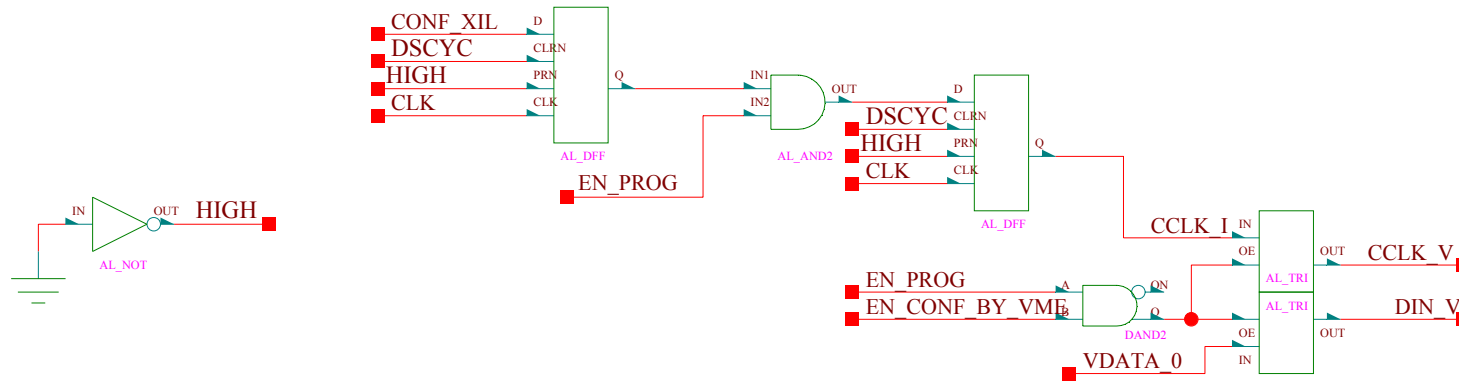 CONF_XIL D
DSCYC CLRN
HIGH PRN Q IN1
CLK CLK IN2 OUT D
DSCYC CLRN
AL_DFF AL_AND2 HIGH PRN Q
EN_PROG CLK CLK
IN OUT HIGH AL_DFF
CCLK_I IN
AL_NOT OE OUT CCLK_V
EN_PROG A QN AL_TRI
EN_CONF_BY_VME B Q AL_TRI DIN_V
DAND2 OE OUT
VDATA_0 IN